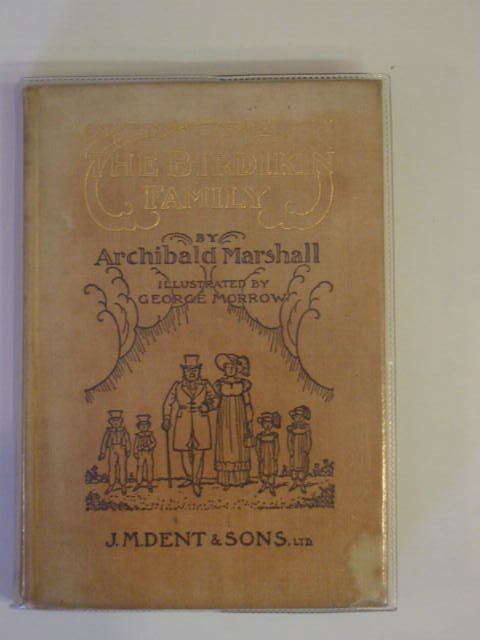 THE BIRDIKIN
FAMILY
BY
Archibald Marshall
ILLUSTRATED BY
GEORGE MORROW
J.M.DENT & SONS, LTD.